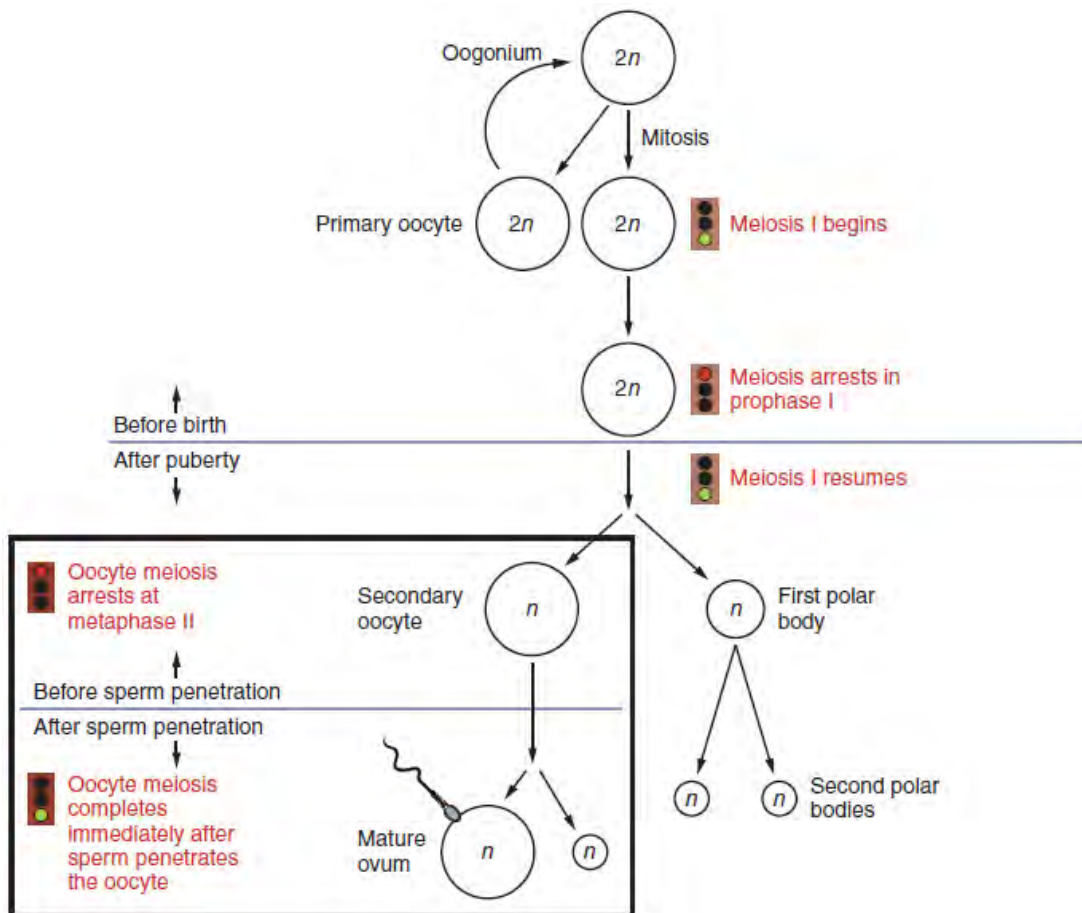 Oogonium
2n
Mitosis
Primary oocyte
2n
2n
Meiosis I begins
2n
Meiosis arrests in
prophase I
Before birth
After puberty
Meiosis I resumes
Oocyte meiosis
arrests at
metaphase II
Secondary
oocyte
n
n
First polar
body
Before sperm penetration
After sperm penetration
Oocyte meiosis
completes
immediately after
sperm penetrates
the oocyte
Mature
ovum
n
n
n
n
Second polar
bodies